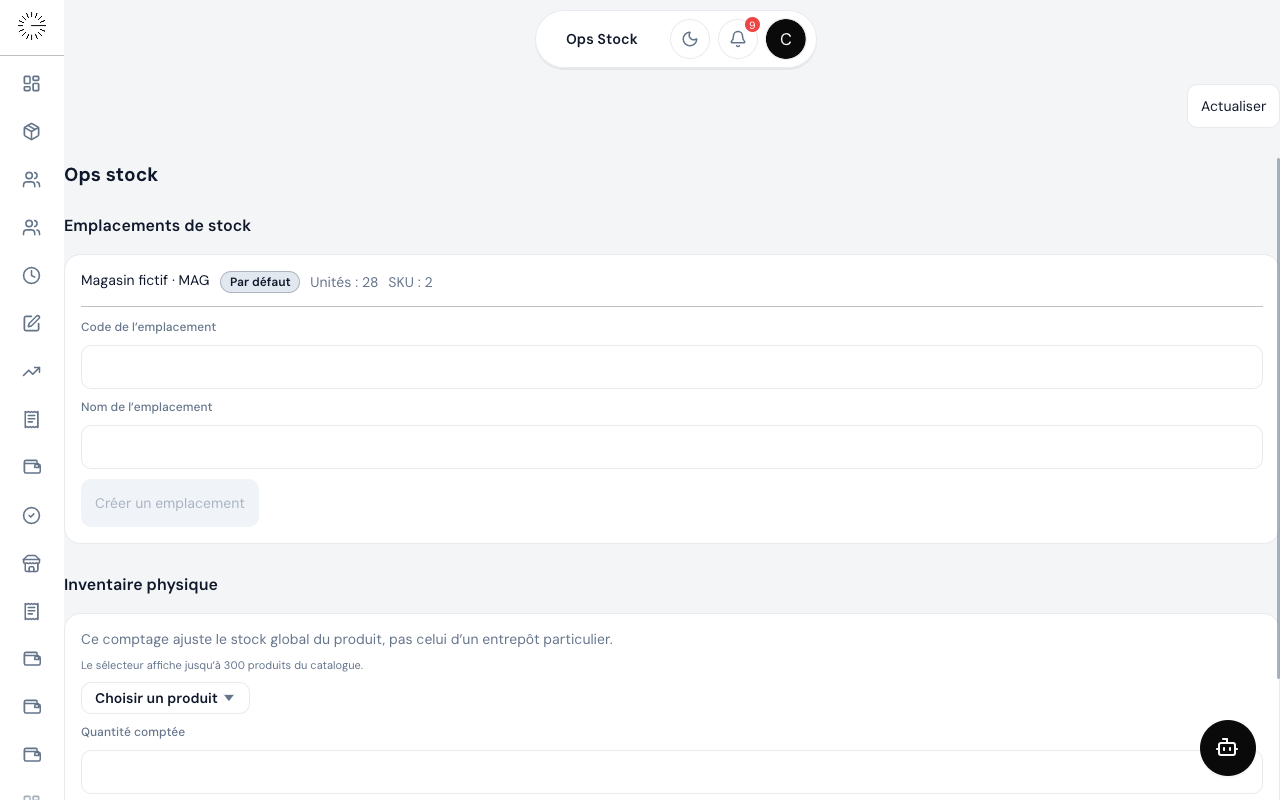 Ops Stock
9
C
Actualiser
Ops stock
Emplacements de stock
Magasin fictif · MAG Par défaut Unités : 28 SKU : 2
Code de l’emplacement
Nom de l’emplacement
Créer un emplacement
Inventaire physique
Ce comptage ajuste le stock global du produit, pas celui d’un entrepôt particulier.
Le sélecteur affiche jusqu’à 300 produits du catalogue.
Choisir un produit
Quantité comptée